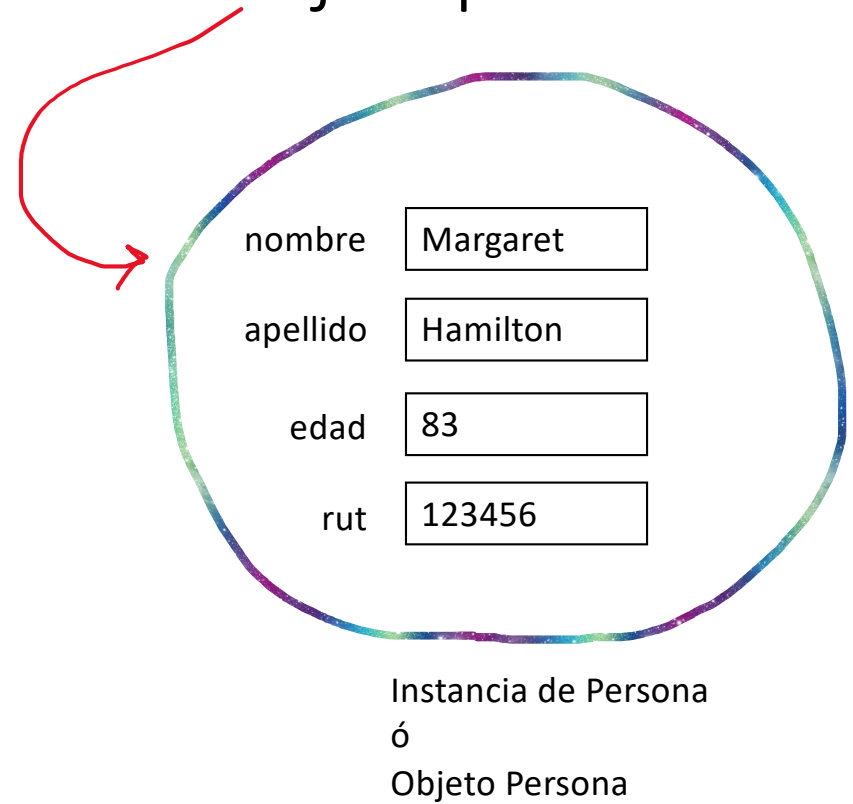 nombre Margaret
apellido Hamilton
edad 83
rut 123456
Instancia de Persona
ó
Objeto Persona